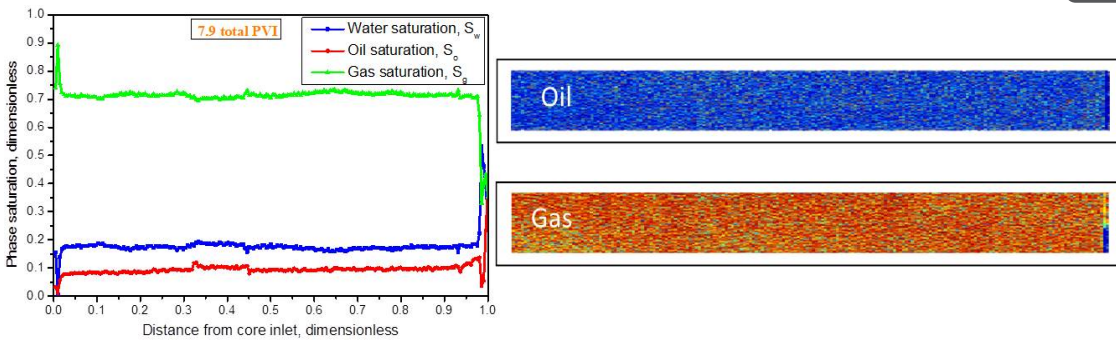 7.9 total PVI
Water saturation, S_w
Oil saturation, S_o
Gas saturation, S_g
Phase saturation, dimensionless
1.0
0.9
0.8
0.7
0.6
0.5
0.4
0.3
0.2
0.1
0.0
0.0 0.1 0.2 0.3 0.4 0.5 0.6 0.7 0.8 0.9 1.0
Distance from core inlet, dimensionless
Oil
Gas